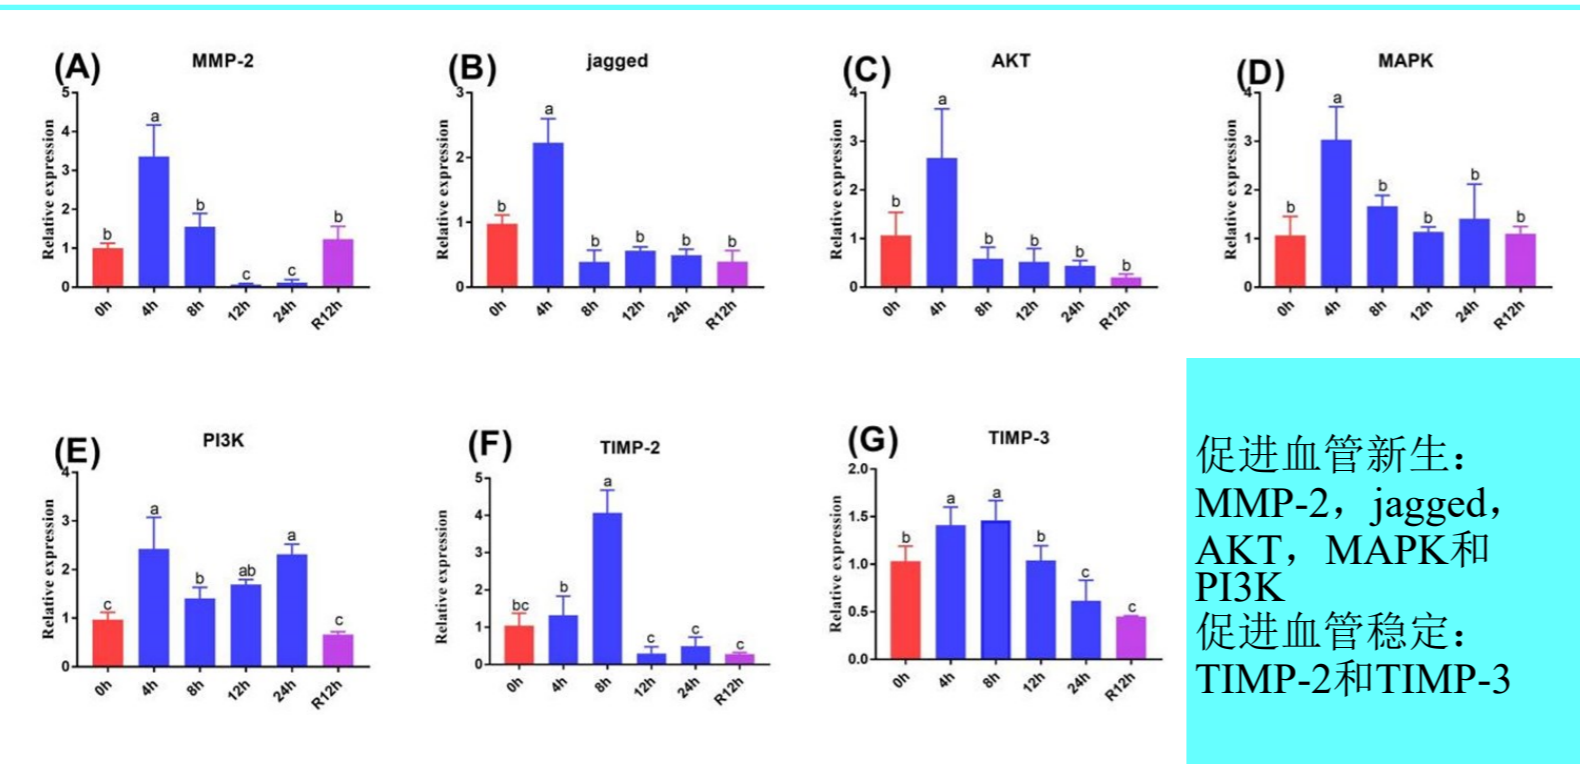 (A)
MMP-2
Relative expression
5
4
3
2
1
0
b
a
b
c
c
b
0h
4h
8h
12h
24h
R12h
(B)
jagged
Relative expression
3
2
1
0
b
a
b
b
b
b
0h
4h
8h
12h
24h
R12h
(C)
AKT
Relative expression
4
3
2
1
0
b
a
b
b
b
b
0h
4h
8h
12h
24h
R12h
(D)
MAPK
Relative expression
4
3
2
1
0
b
a
b
b
b
b
0h
4h
8h
12h
24h
R12h
(E)
PI3K
Relative expression
4
3
2
1
0
c
a
b
ab
a
c
0h
4h
8h
12h
24h
R12h
(F)
TIMP-2
Relative expression
5
4
3
2
1
0
bc
b
a
c
c
c
0h
4h
8h
12h
24h
R12h
(G)
TIMP-3
Relative expression
2.0
1.5
1.0
0.5
0.0
b
a
a
b
c
c
0h
4h
8h
12h
24h
R12h
促进血管新生：
MMP-2，jagged，
AKT，MAPK和
PI3K
促进血管稳定：
TIMP-2和TIMP-3